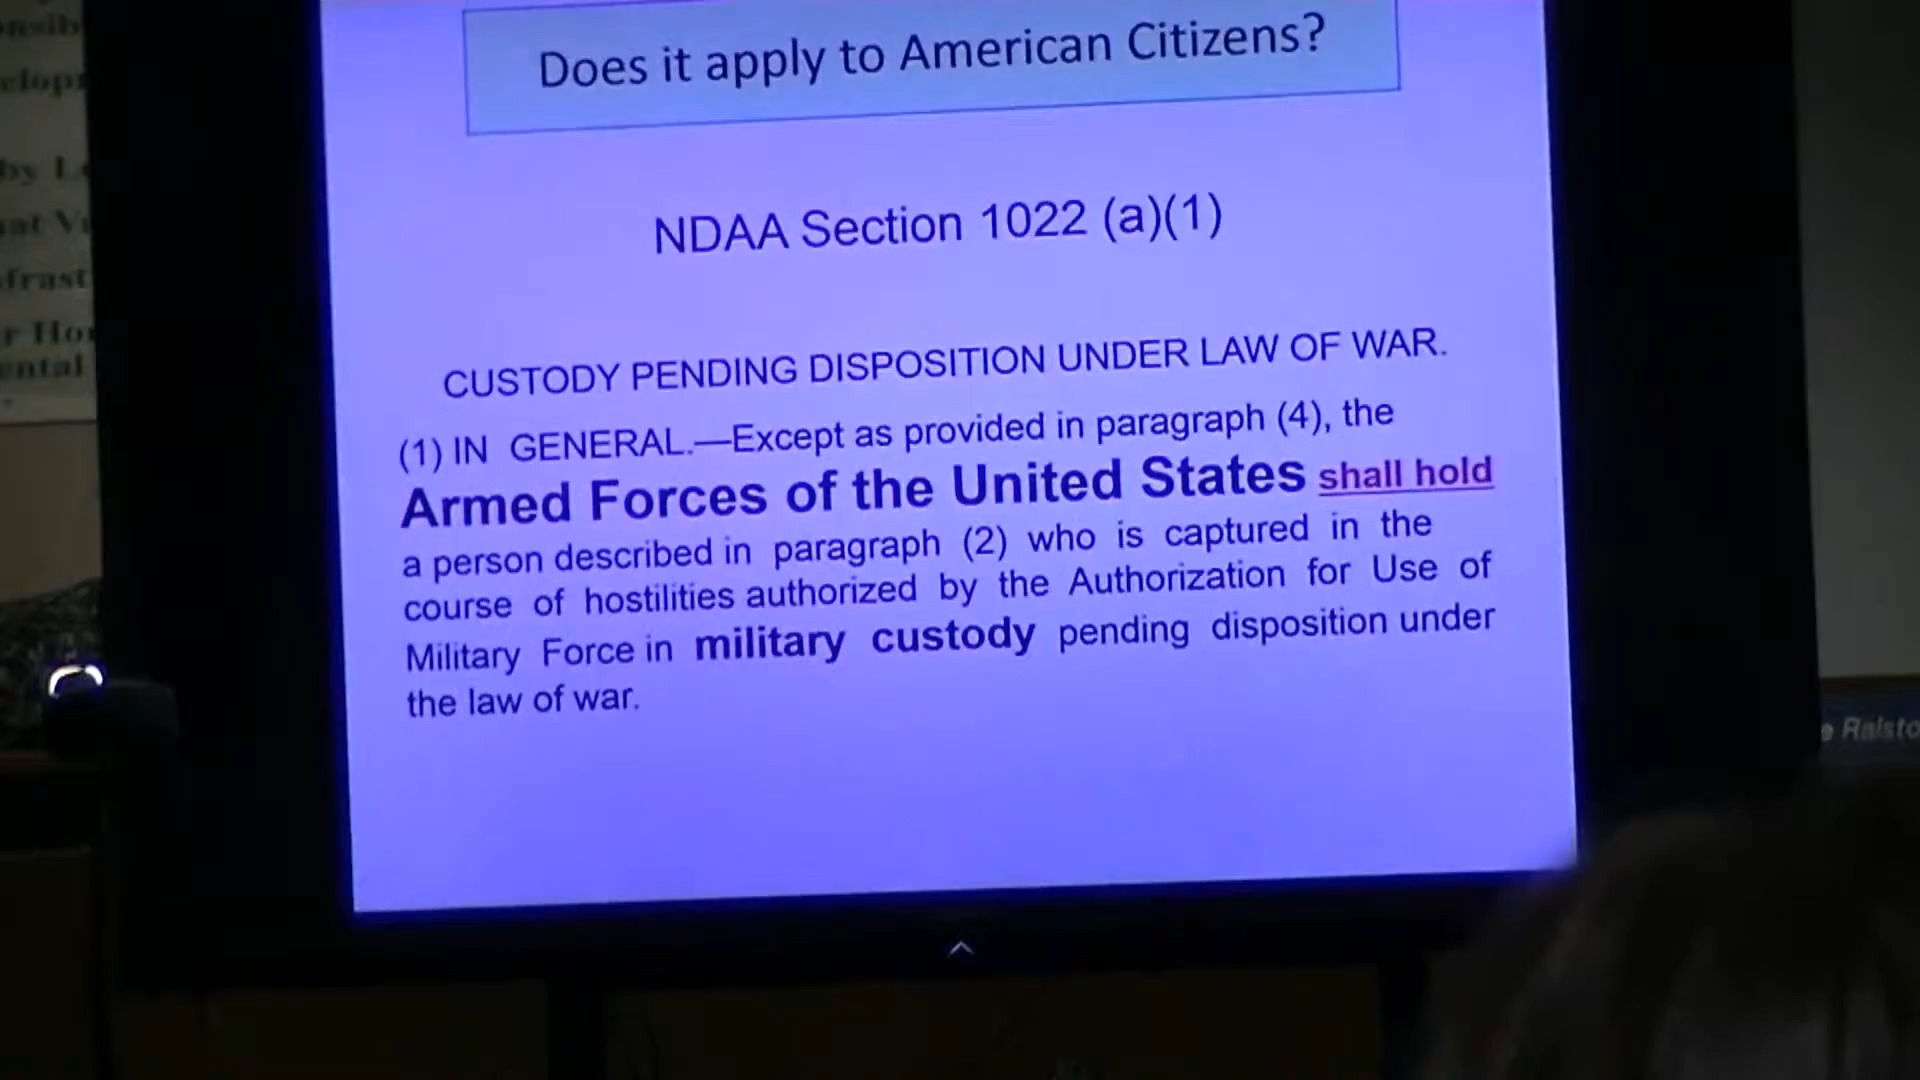 Does it apply to American Citizens?
NDAA Section 1022 (a)(1)
CUSTODY PENDING DISPOSITION UNDER LAW OF WAR.
(1) IN GENERAL.—Except as provided in paragraph (4), the
Armed Forces of the United States shall hold
a person described in paragraph (2) who is captured in the
course of hostilities authorized by the Authorization for Use of
Military Force in military custody pending disposition under
the law of war.